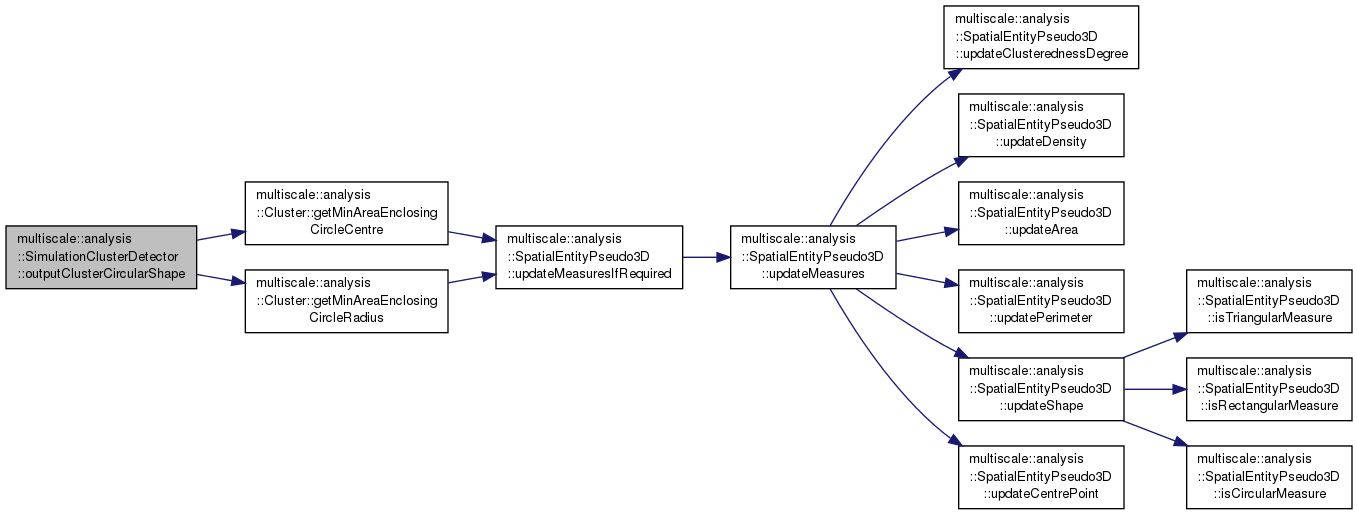 multiscale::analysis
::SimulationClusterDetector
::outputClusterCircularShape
multiscale::analysis
::Cluster::getMinAreaEnclosing
CircleCentre
multiscale::analysis
::Cluster::getMinAreaEnclosing
CircleRadius
multiscale::analysis
::SpatialEntityPseudo3D
::updateMeasuresIfRequired
multiscale::analysis
::SpatialEntityPseudo3D
::updateMeasures
multiscale::analysis
::SpatialEntityPseudo3D
::updateClusterednessDegree
multiscale::analysis
::SpatialEntityPseudo3D
::updateDensity
multiscale::analysis
::SpatialEntityPseudo3D
::updateArea
multiscale::analysis
::SpatialEntityPseudo3D
::updatePerimeter
multiscale::analysis
::SpatialEntityPseudo3D
::updateShape
multiscale::analysis
::SpatialEntityPseudo3D
::updateCentrePoint
multiscale::analysis
::SpatialEntityPseudo3D
::isTriangularMeasure
multiscale::analysis
::SpatialEntityPseudo3D
::isRectangularMeasure
multiscale::analysis
::SpatialEntityPseudo3D
::isCircularMeasure